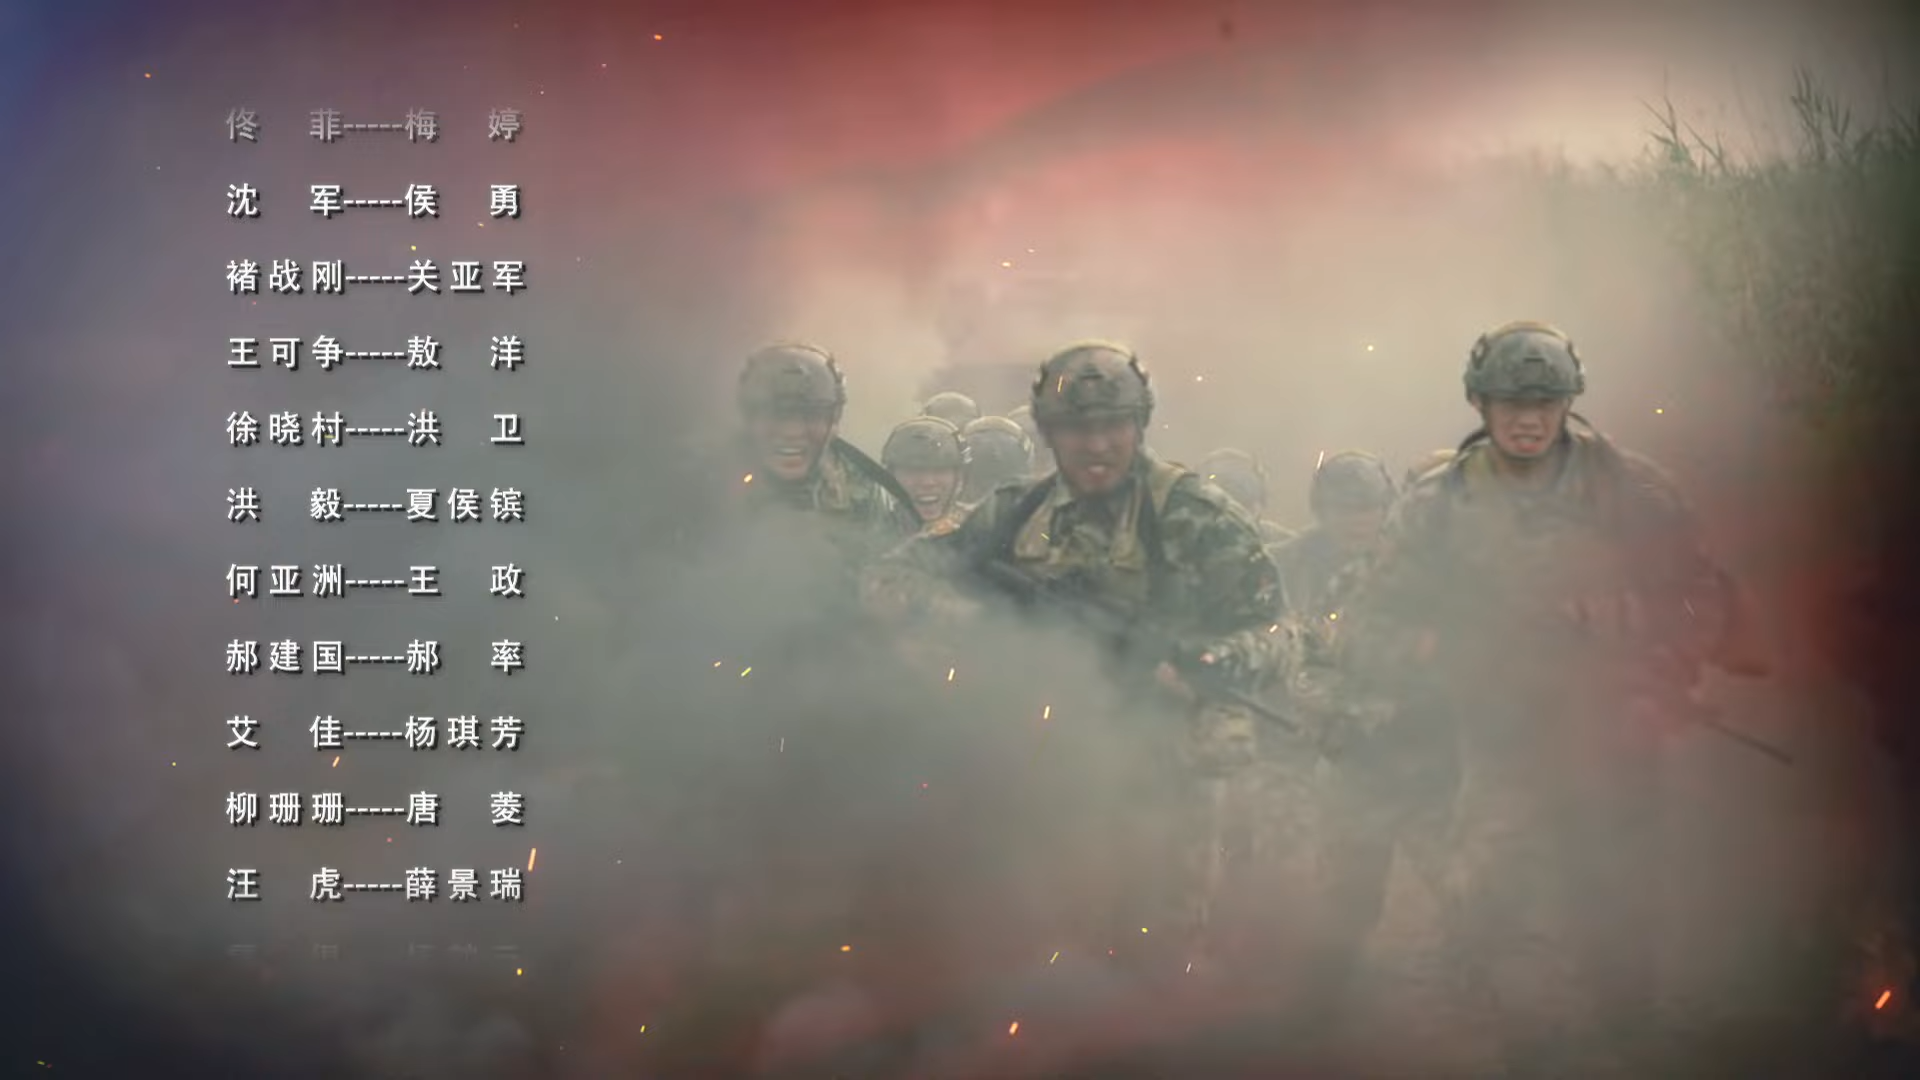 佟菲-----梅婷
沈军-----侯勇
褚战刚-----关亚军
王可争-----敖洋
徐晓村-----洪卫
洪毅-----夏侯镔
何亚洲-----王政
郝建国-----郝率
艾佳-----杨琪芳
柳珊珊-----唐菱
汪虎-----薛景瑞